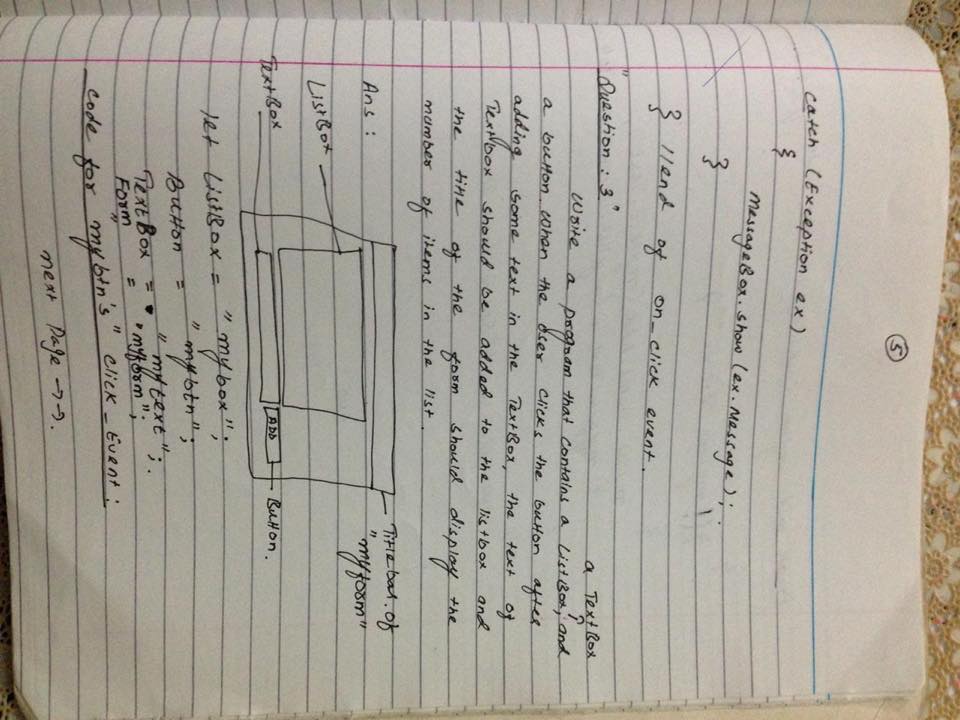 5
catch (Exception ex)
{
messageBox.show (ex.Message);
}
} //end of on_click event.
"Question: 3"
Write a program that contains a ListBox, a TextBox and
a button. When the user clicks the button after
adding some text in the TextBox, the text of
Textbox should be added to the listbox and
the title of the form should display the
number of items in the list.
Ans:
Titlebar of
"myform"
ListBox
TextBox
ADD
Button.
let ListBox = "mybox";
Button = "mybtn";
TextBox = "mytext";
Form = "myform";
code for mybtn's "click_Event:
next Page →→.